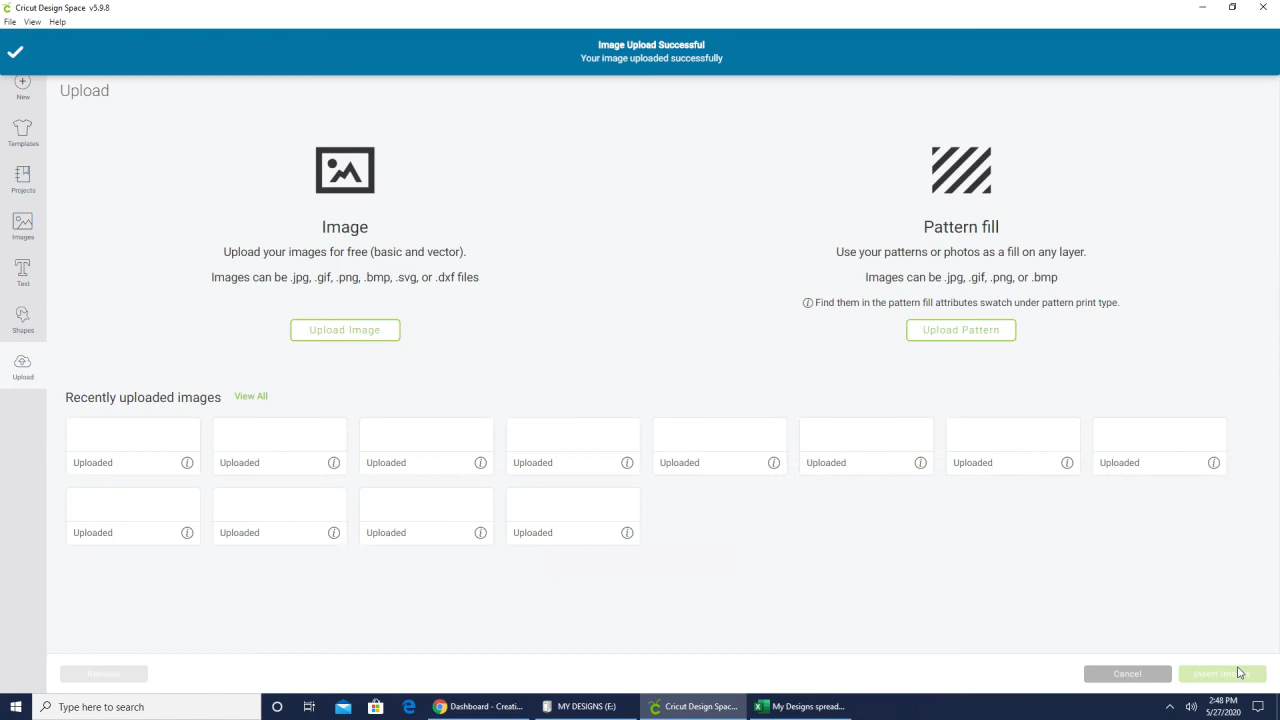 Cricut Design Space v5.9.8
File View Help
Image Upload Successful
Your image uploaded successfully
New
Templates
Projects
Images
Text
Shapes
Upload
Upload
Image
Upload your images for free (basic and vector).
Images can be .jpg, .gif, .png, .bmp, .svg, or .dxf files
Upload Image
Pattern fill
Use your patterns or photos as a fill on any layer.
Images can be .jpg, .gif, .png, or .bmp
Find them in the pattern fill attributes swatch under pattern print type.
Upload Pattern
Recently uploaded images View All
Uploaded Uploaded Uploaded Uploaded Uploaded Uploaded Uploaded Uploaded
Uploaded Uploaded Uploaded Uploaded
Cancel Insert
Type here to search
Dashboard - Creati...
MY DESIGNS (E:)
Cricut Design Spac...
My Designs spread...
2:48 PM
5/27/2020